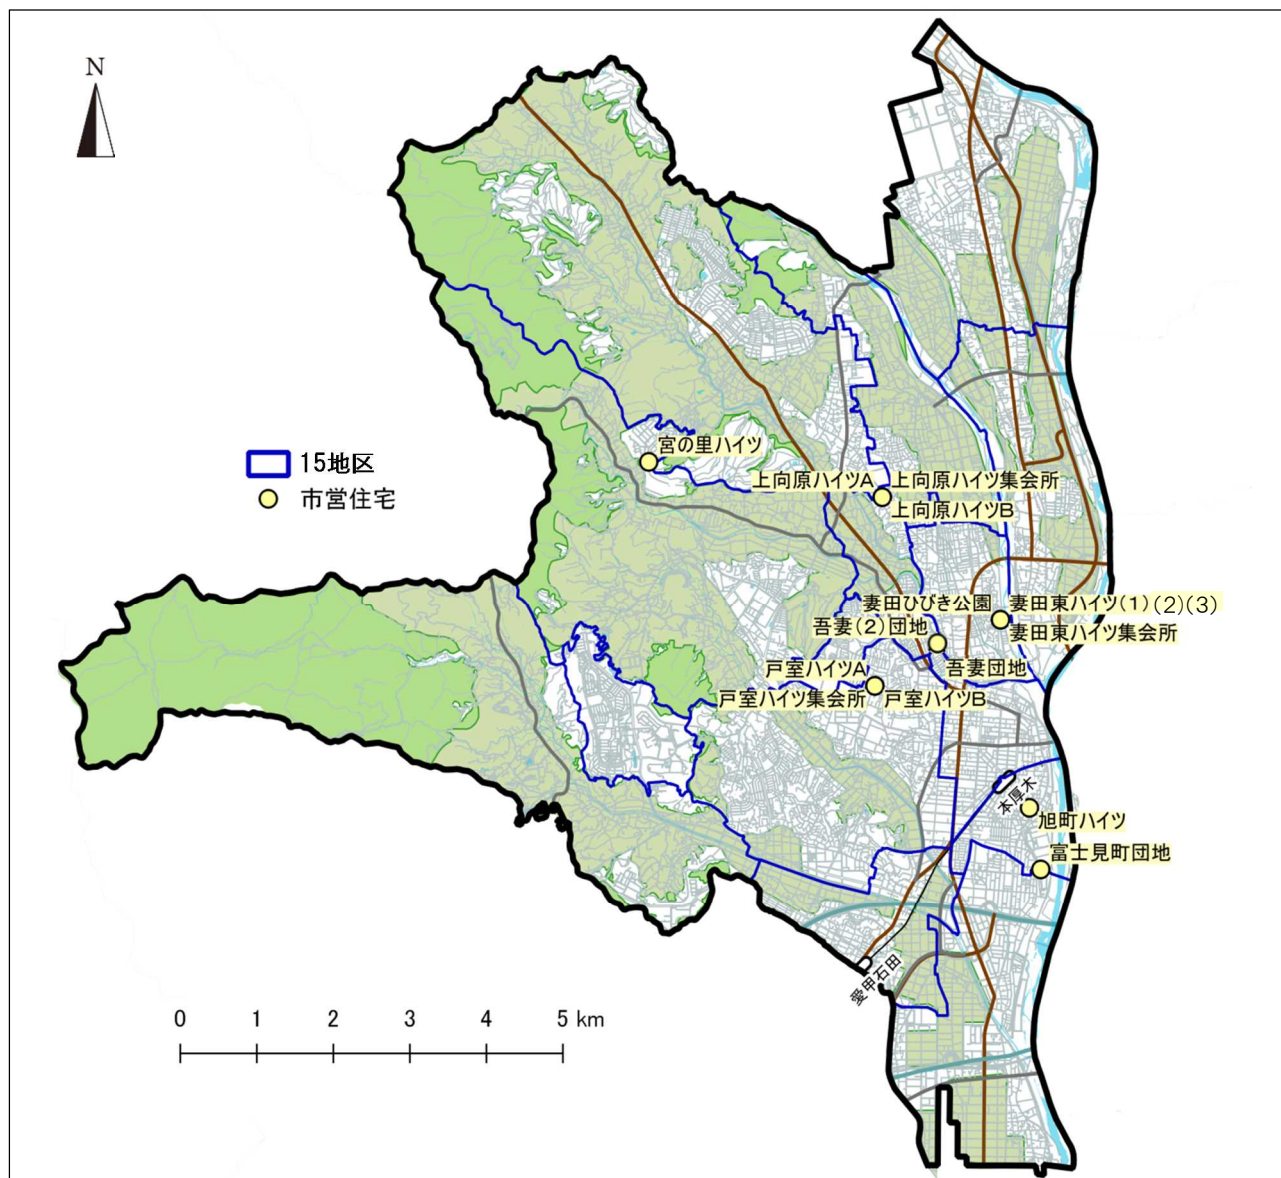 N
15地区
市営住宅
宮の里ハイツ
上向原ハイツA
上向原ハイツ集会所
上向原ハイツB
妻田ひびき公園
妻田東ハイツ(1)(2)(3)
吾妻(2)団地
妻田東ハイツ集会所
戸室ハイツA
吾妻団地
戸室ハイツ集会所
戸室ハイツB
本厚木
旭町ハイツ
富士見町団地
愛甲石田
0 1 2 3 4 5 km